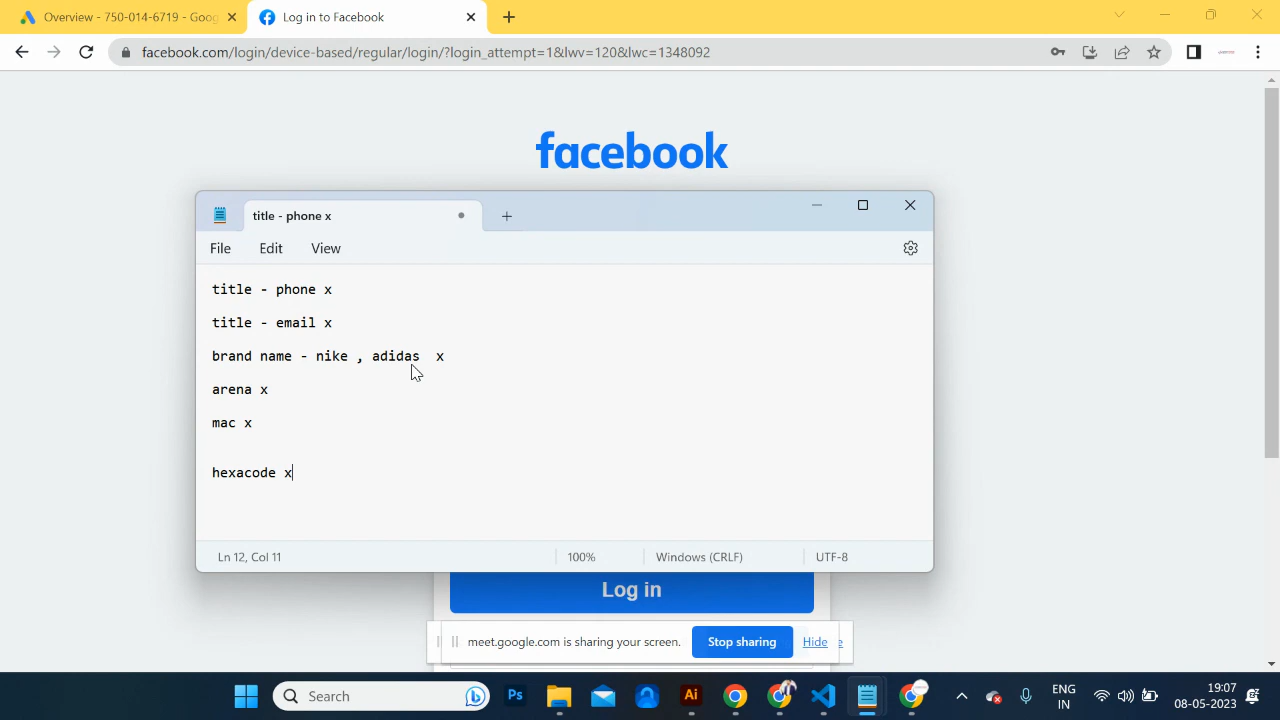 Overview - 750-014-6719 - Goog
Log in to Facebook
facebook.com/login/device-based/regular/login/?login_attempt=1&lwv=120&lwc=1348092
facebook
title - phone x
File Edit View
title - phone x
title - email x
brand name - nike , adidas  x
arena x
mac x
hexacode x
Ln 12, Col 11
100%
Windows (CRLF)
UTF-8
Log in
meet.google.com is sharing your screen.
Stop sharing
Hide
e
Search
Ps
Ai
ENG
IN
19:07
08-05-2023